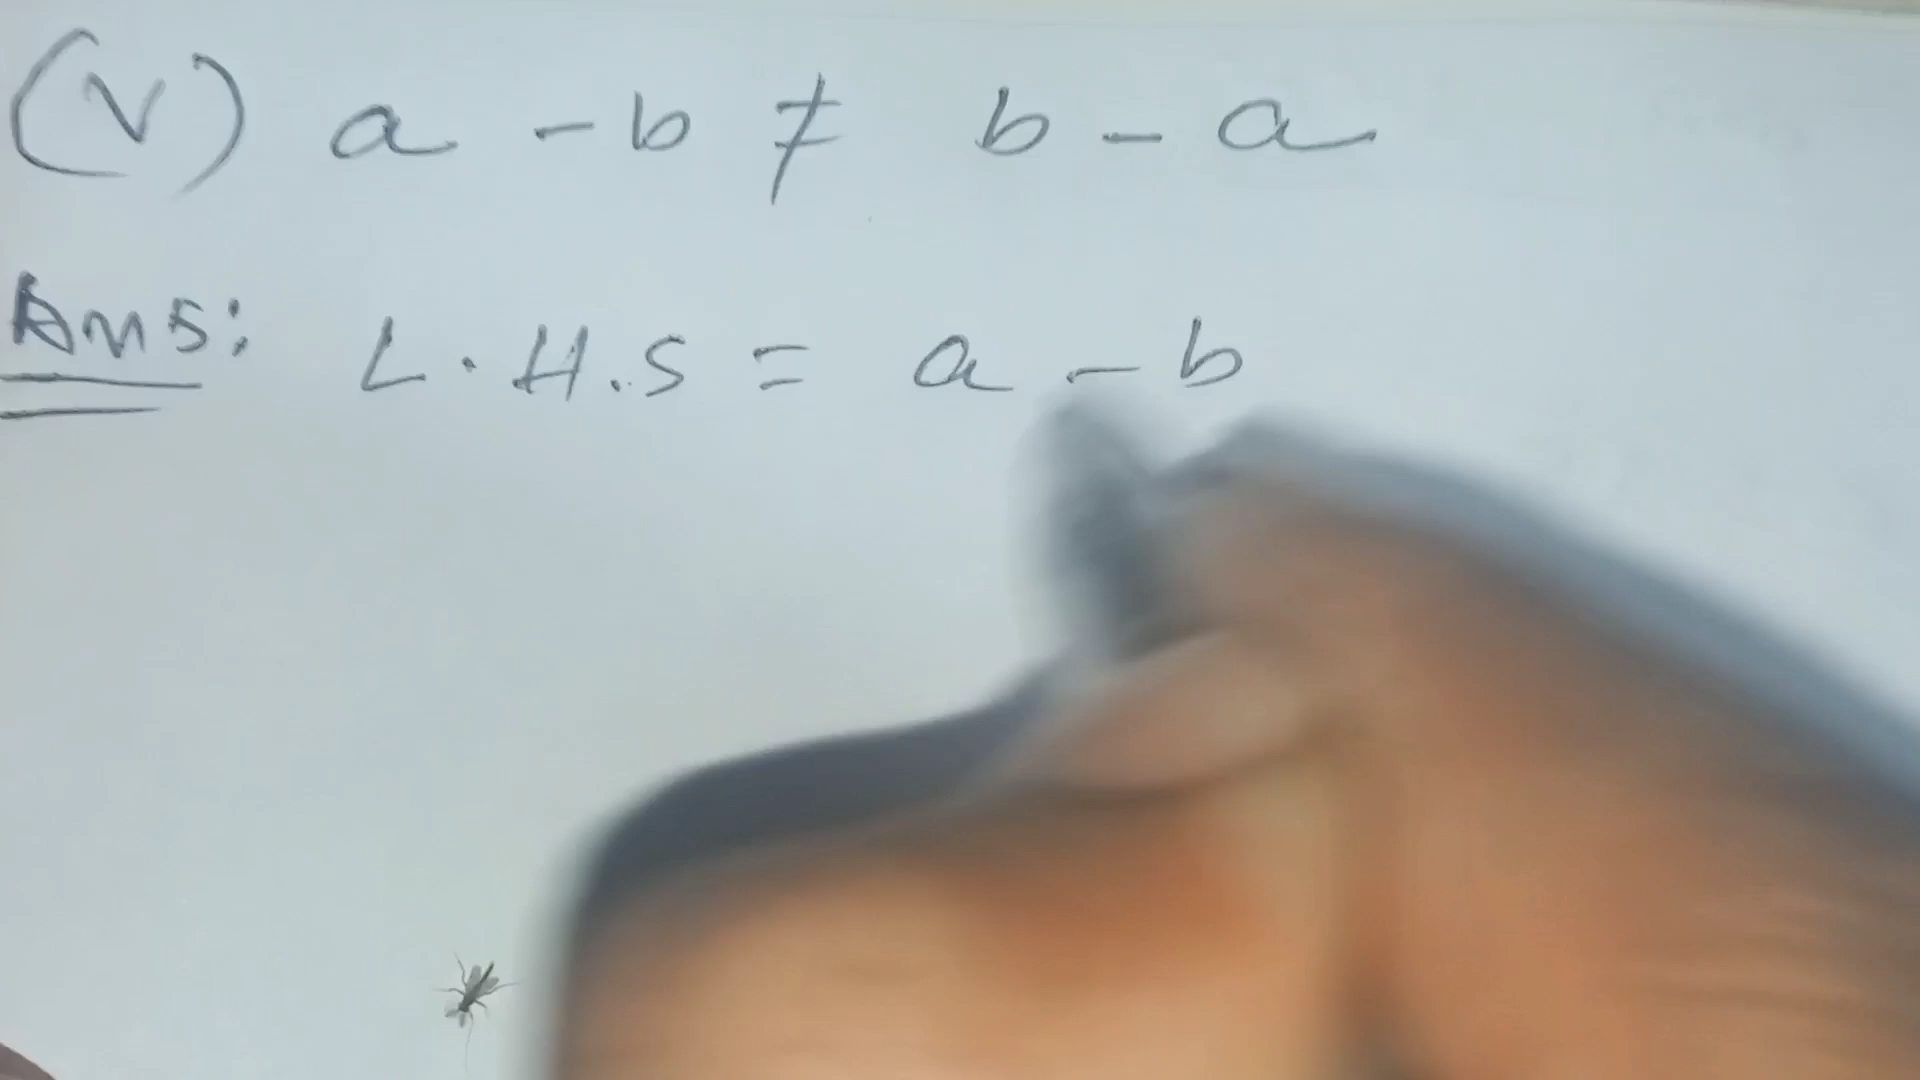 (V) a - b ≠ b - a
Ans: L.H.S = a - b